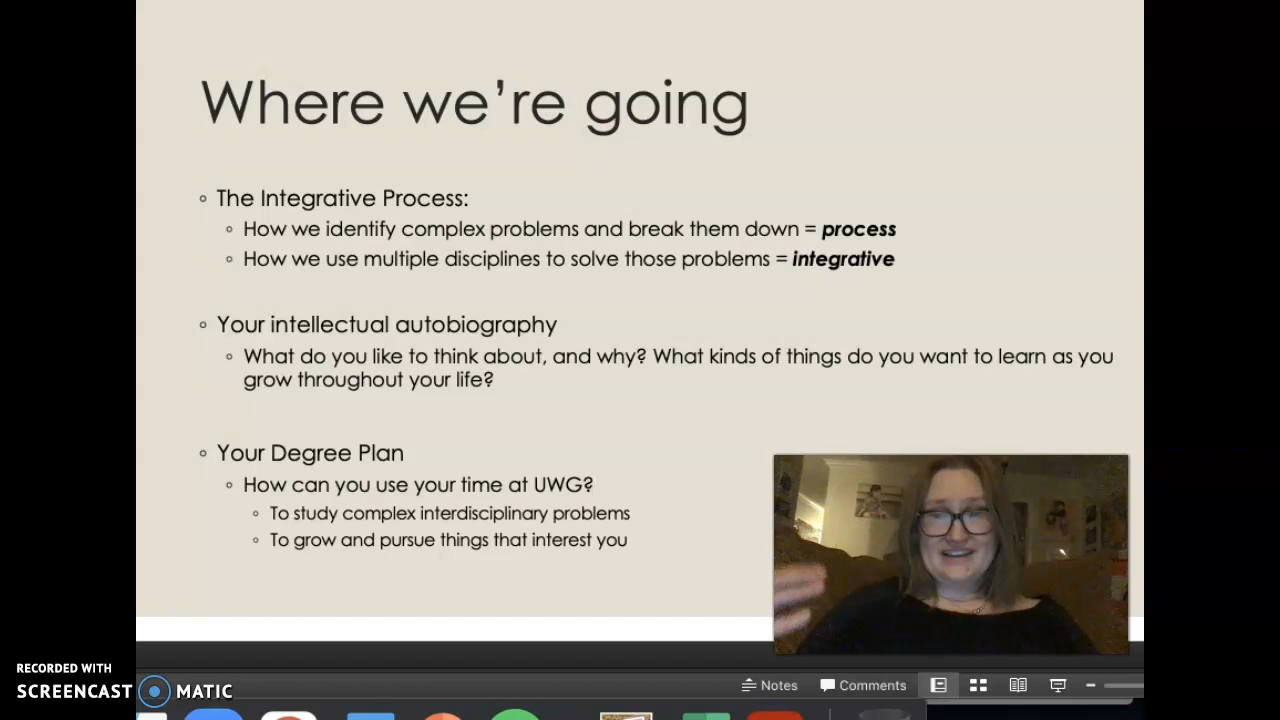 Where we’re going
The Integrative Process:
How we identify complex problems and break them down = process
How we use multiple disciplines to solve those problems = integrative
Your intellectual autobiography
What do you like to think about, and why? What kinds of things do you want to learn as you
grow throughout your life?
Your Degree Plan
How can you use your time at UWG?
To study complex interdisciplinary problems
To grow and pursue things that interest you
RECORDED WITH
SCREENCAST MATIC
Notes Comments